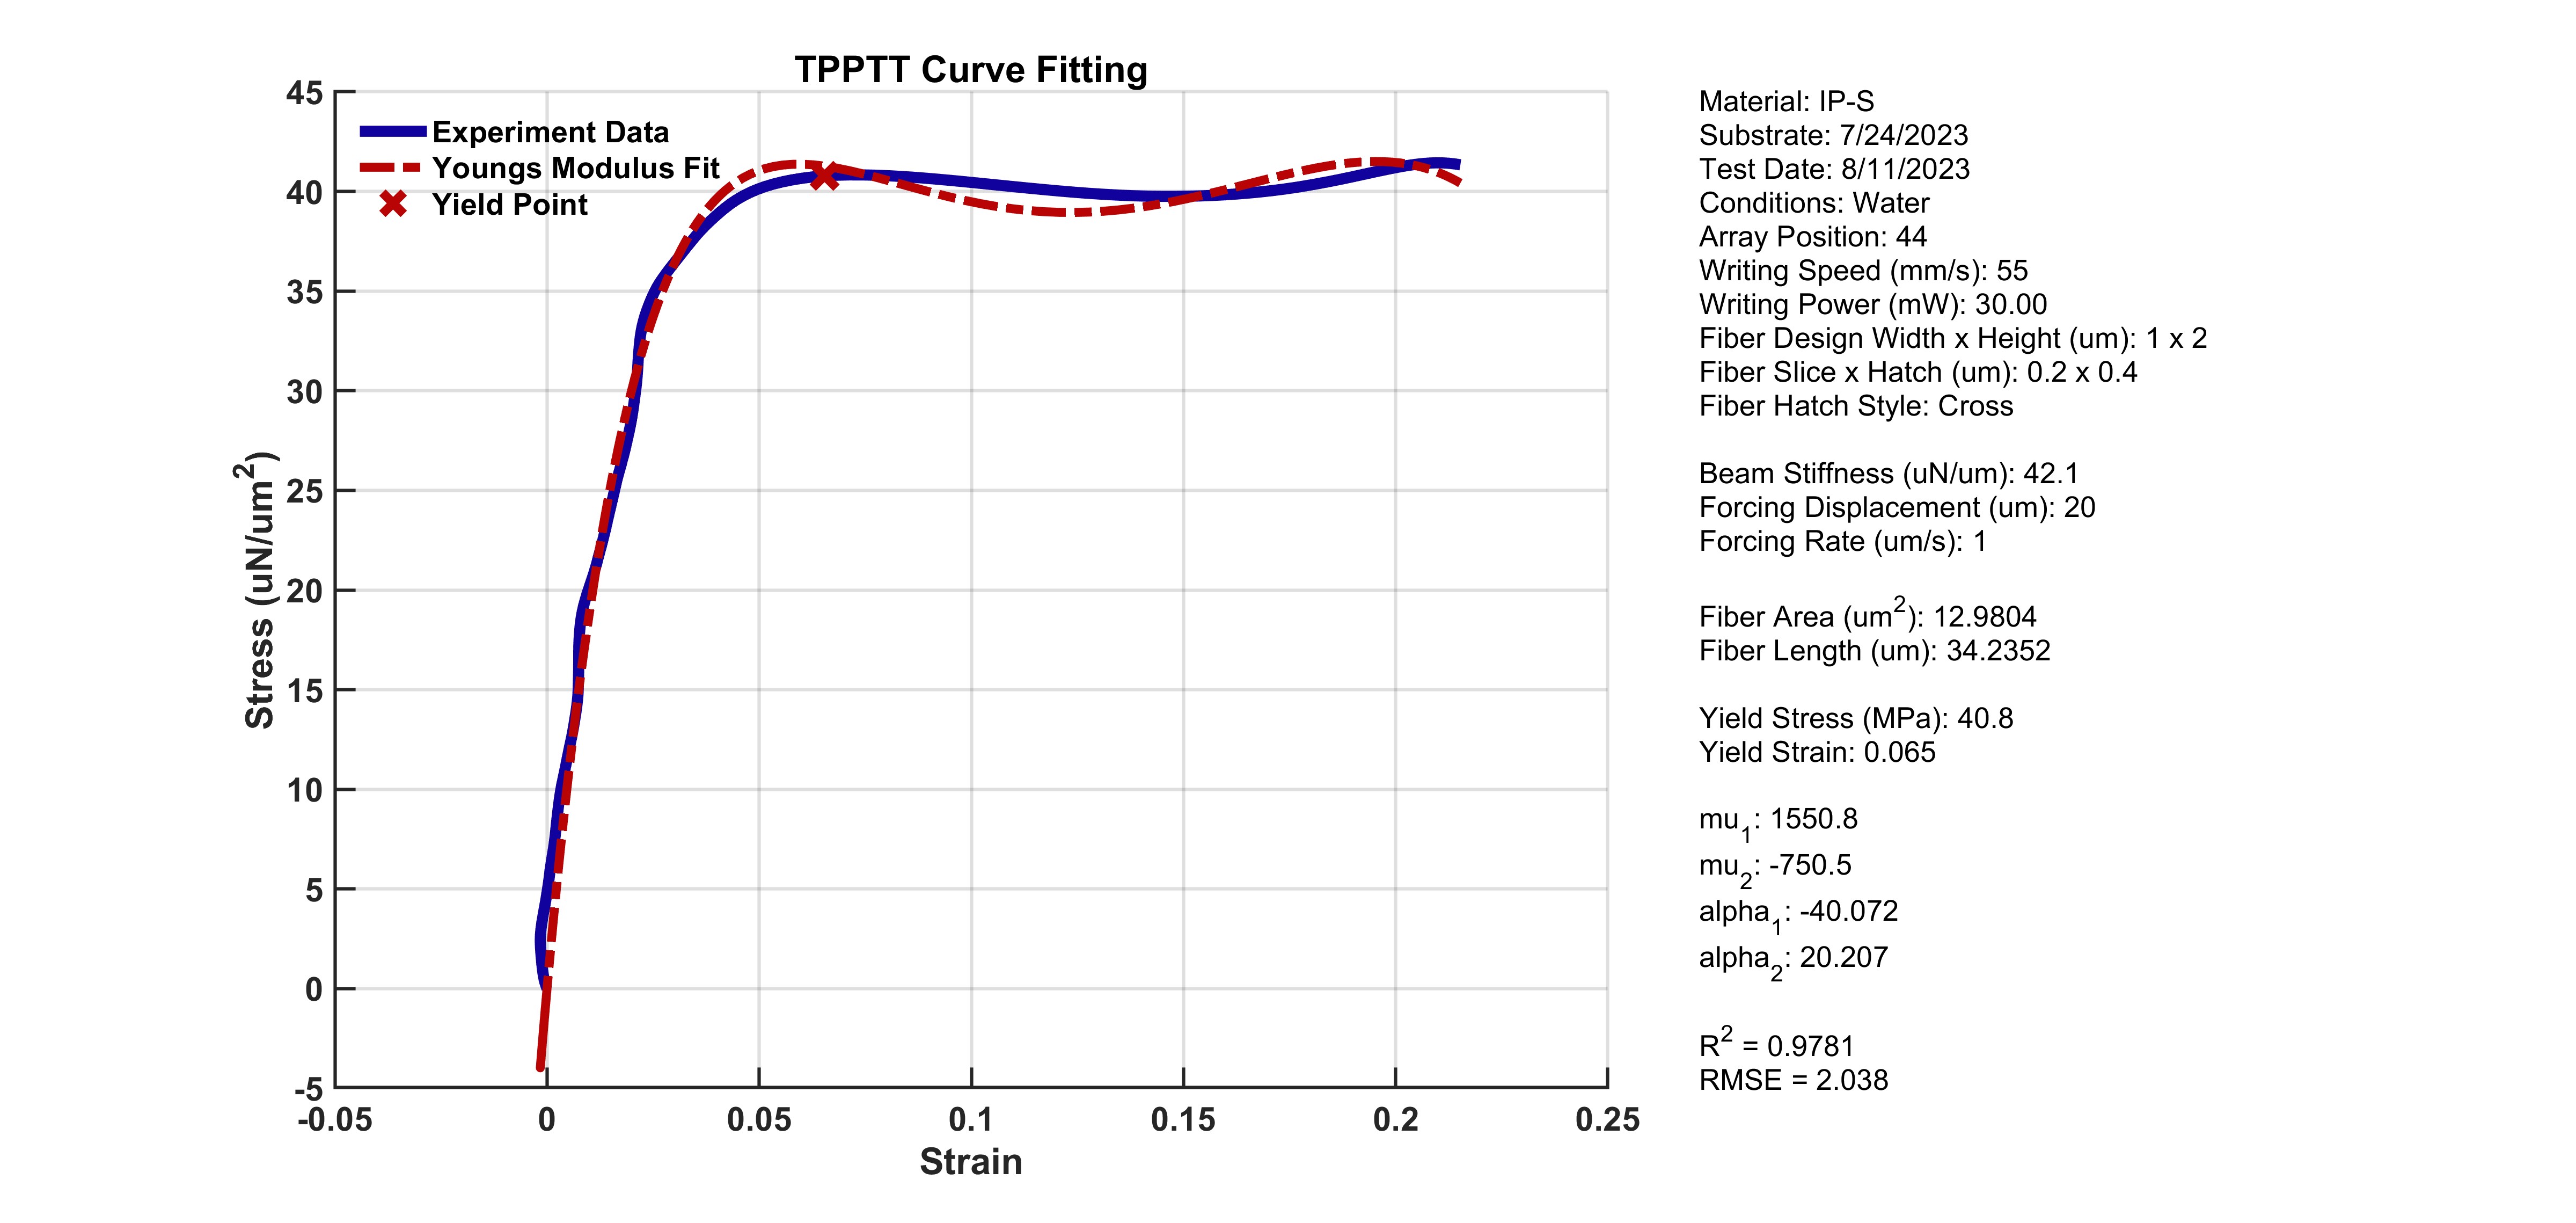 TPPTT Curve Fitting
Experiment Data
Youngs Modulus Fit
Yield Point
45
40
35
30
25
20
15
10
5
0
-5
-0.05
0
0.05
0.1
0.15
0.2
0.25
Stress (uN/um²)
Strain
Material: IP-S
Substrate: 7/24/2023
Test Date: 8/11/2023
Conditions: Water
Array Position: 44
Writing Speed (mm/s): 55
Writing Power (mW): 30.00
Fiber Design Width x Height (um): 1 x 2
Fiber Slice x Hatch (um): 0.2 x 0.4
Fiber Hatch Style: Cross
Beam Stiffness (uN/um): 42.1
Forcing Displacement (um): 20
Forcing Rate (um/s): 1
Fiber Area (um²): 12.9804
Fiber Length (um): 34.2352
Yield Stress (MPa): 40.8
Yield Strain: 0.065
mu₁: 1550.8
mu₂: -750.5
alpha₁: -40.072
alpha₂: 20.207
R² = 0.9781
RMSE = 2.038